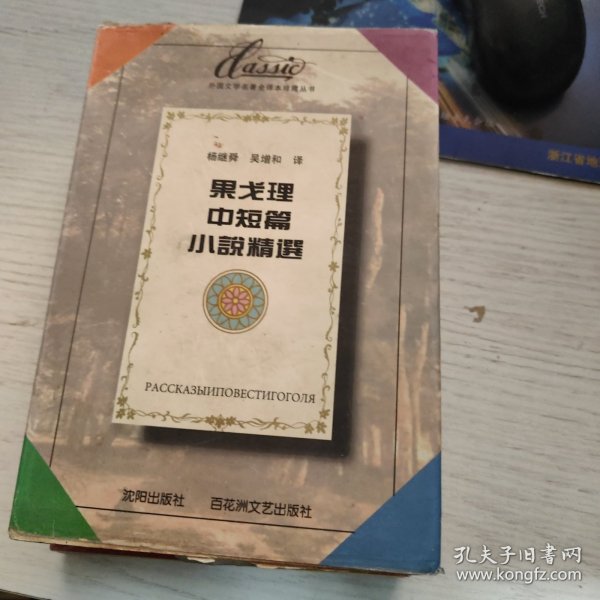 Classic
外国文学名著全译本珍藏丛书
杨继舜 吴增和 译
果戈理
中短篇
小說精選
РАССКАЗЫИПОВЕСТИГОГОЛЯ
沈阳出版社 百花洲文艺出版社
浙江省地
孔夫子旧书网
www.kongfz.com